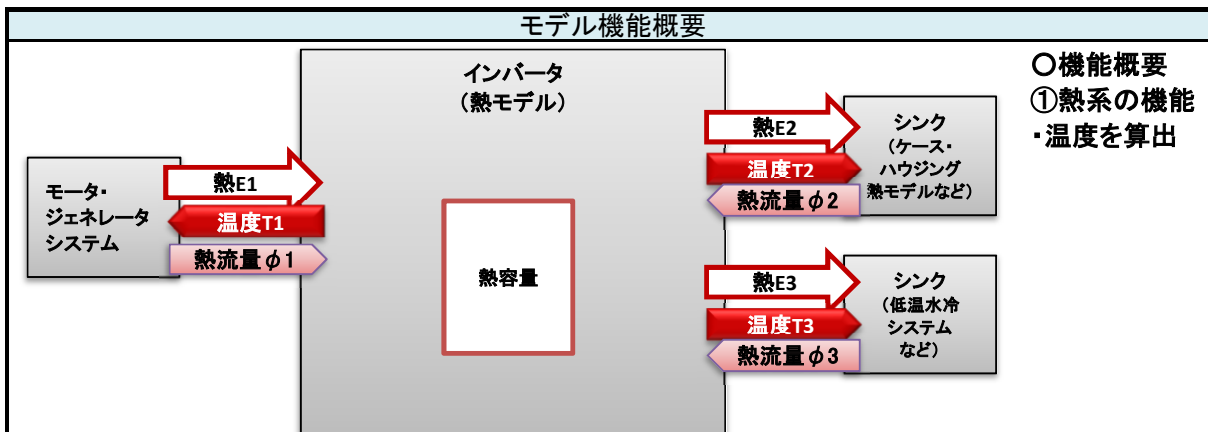 モデル機能概要
インバータ
(熱モデル)
モータ・
ジェネレータ
システム
熱E1
温度T1
熱流量φ1
熱容量
熱E2
温度T2
熱流量φ2
シンク
(ケース・
ハウジング
熱モデルなど)
熱E3
温度T3
熱流量φ3
シンク
(低温水冷
システム
など)
〇機能概要
①熱系の機能
・温度を算出